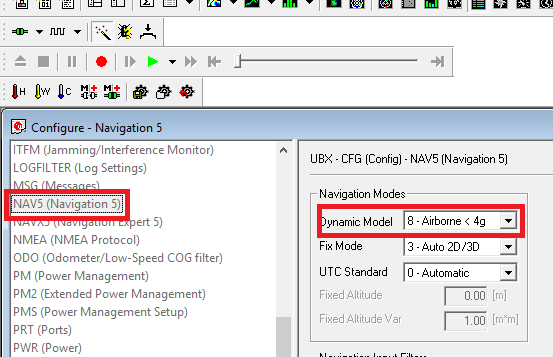 H
W
C
M
M
Configure - Navigation 5
ITFM (Jamming/Interference Monitor)
LOGFILTER (Log Settings)
MSG (Messages)
NAV5 (Navigation 5)
NAVX5 (Navigation Expert 5)
NMEA (NMEA Protocol)
ODO (Odometer/Low-Speed COG filter)
PM (Power Management)
PM2 (Extended Power Management)
PMS (Power Management Setup)
PRT (Ports)
PWR (Power)
UBX - CFG (Config) - NAV5 (Navigation 5)
Navigation Modes
Dynamic Model 8 - Airborne < 4g
Fix Mode 3 - Auto 2D/3D
UTC Standard 0 - Automatic
Fixed Altitude 0.00 [m]
Fixed Altitude Var 1.00 [m*m]
Navigation Input Filters